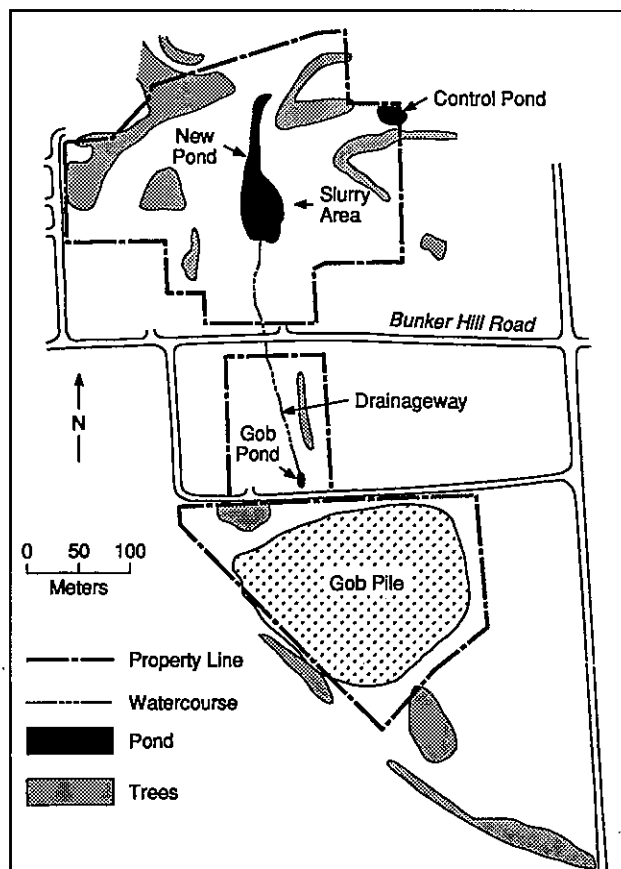 Control Pond
New
Pond
Slurry
Area
Bunker Hill Road
N
Drainageway
Gob
Pond
0 50 100
Meters
Gob Pile
Property Line
Watercourse
Pond
Trees